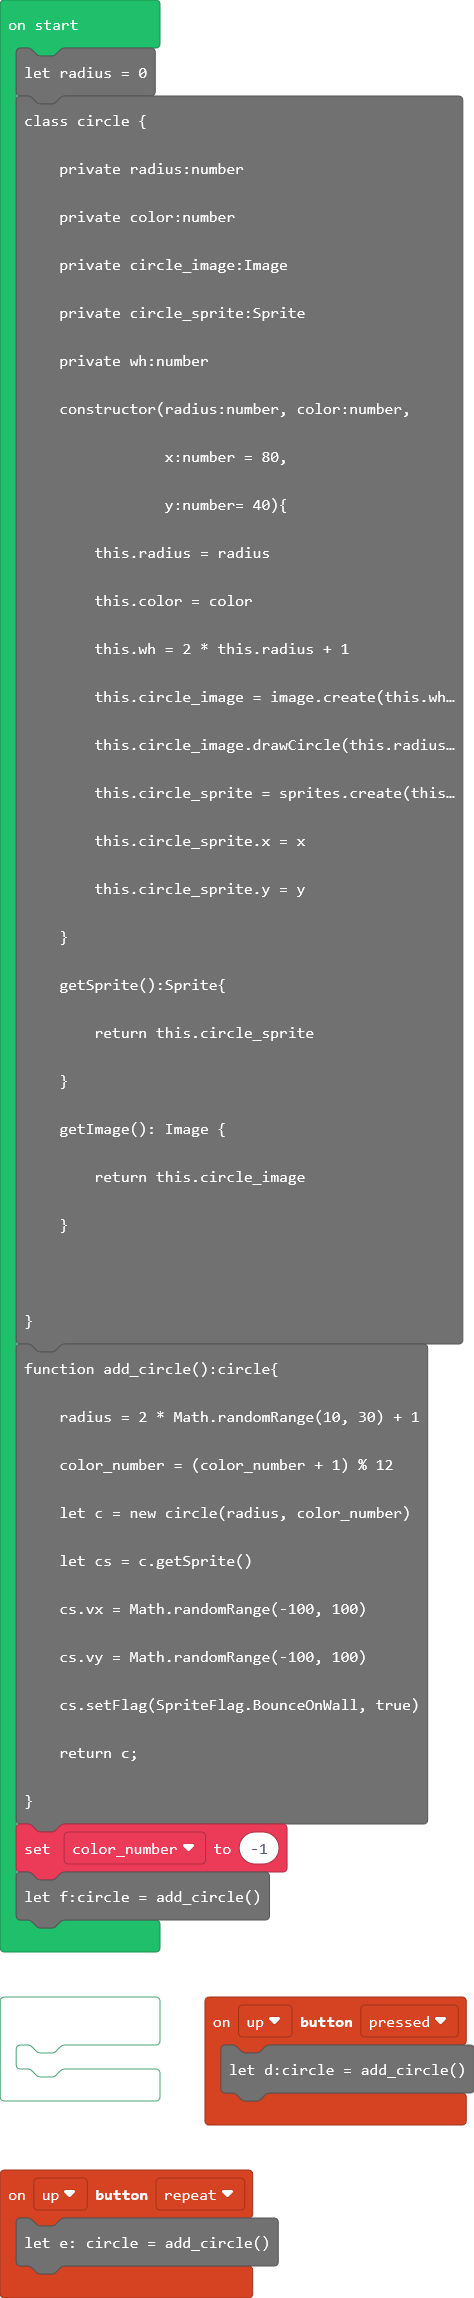 on start
let radius = 0
class circle {
    private radius:number
    private color:number
    private circle_image:Image
    private circle_sprite:Sprite
    private wh:number
    constructor(radius:number, color:number,
                x:number = 80,
                y:number= 40){
        this.radius = radius
        this.color = color
        this.wh = 2 * this.radius + 1
        this.circle_image = image.create(this.wh…
        this.circle_image.drawCircle(this.radius…
        this.circle_sprite = sprites.create(this…
        this.circle_sprite.x = x
        this.circle_sprite.y = y
    }
    getSprite():Sprite{
        return this.circle_sprite
    }
    getImage(): Image {
        return this.circle_image
    }
}
function add_circle():circle{
    radius = 2 * Math.randomRange(10, 30) + 1
    color_number = (color_number + 1) % 12
    let c = new circle(radius, color_number)
    let cs = c.getSprite()
    cs.vx = Math.randomRange(-100, 100)
    cs.vy = Math.randomRange(-100, 100)
    cs.setFlag(SpriteFlag.BounceOnWall, true)
    return c;
}
set color_number to -1
let f:circle = add_circle()
on up button pressed
let d:circle = add_circle()
on up button repeat
let e: circle = add_circle()